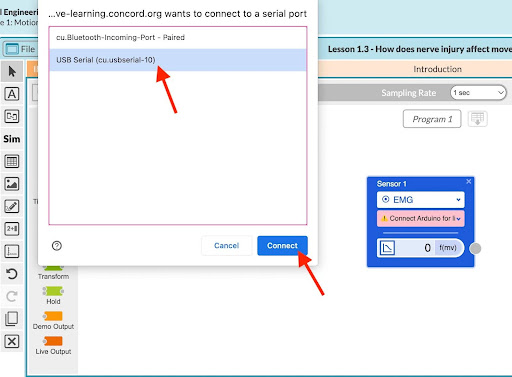 ...ve-learning.concord.org wants to connect to a serial port
cu.Bluetooth-Incoming-Port - Paired
USB Serial (cu.usbserial-10)
Cancel
Connect
l Engineeri
e 1: Motion
File
Lesson 1.3 - How does nerve injury affect move
Introduction
Sampling Rate
1 sec
Program 1
A
Sim
Sensor 1
EMG
Connect Arduino for li
0
f(mv)
Transform
Hold
Demo Output
Live Output